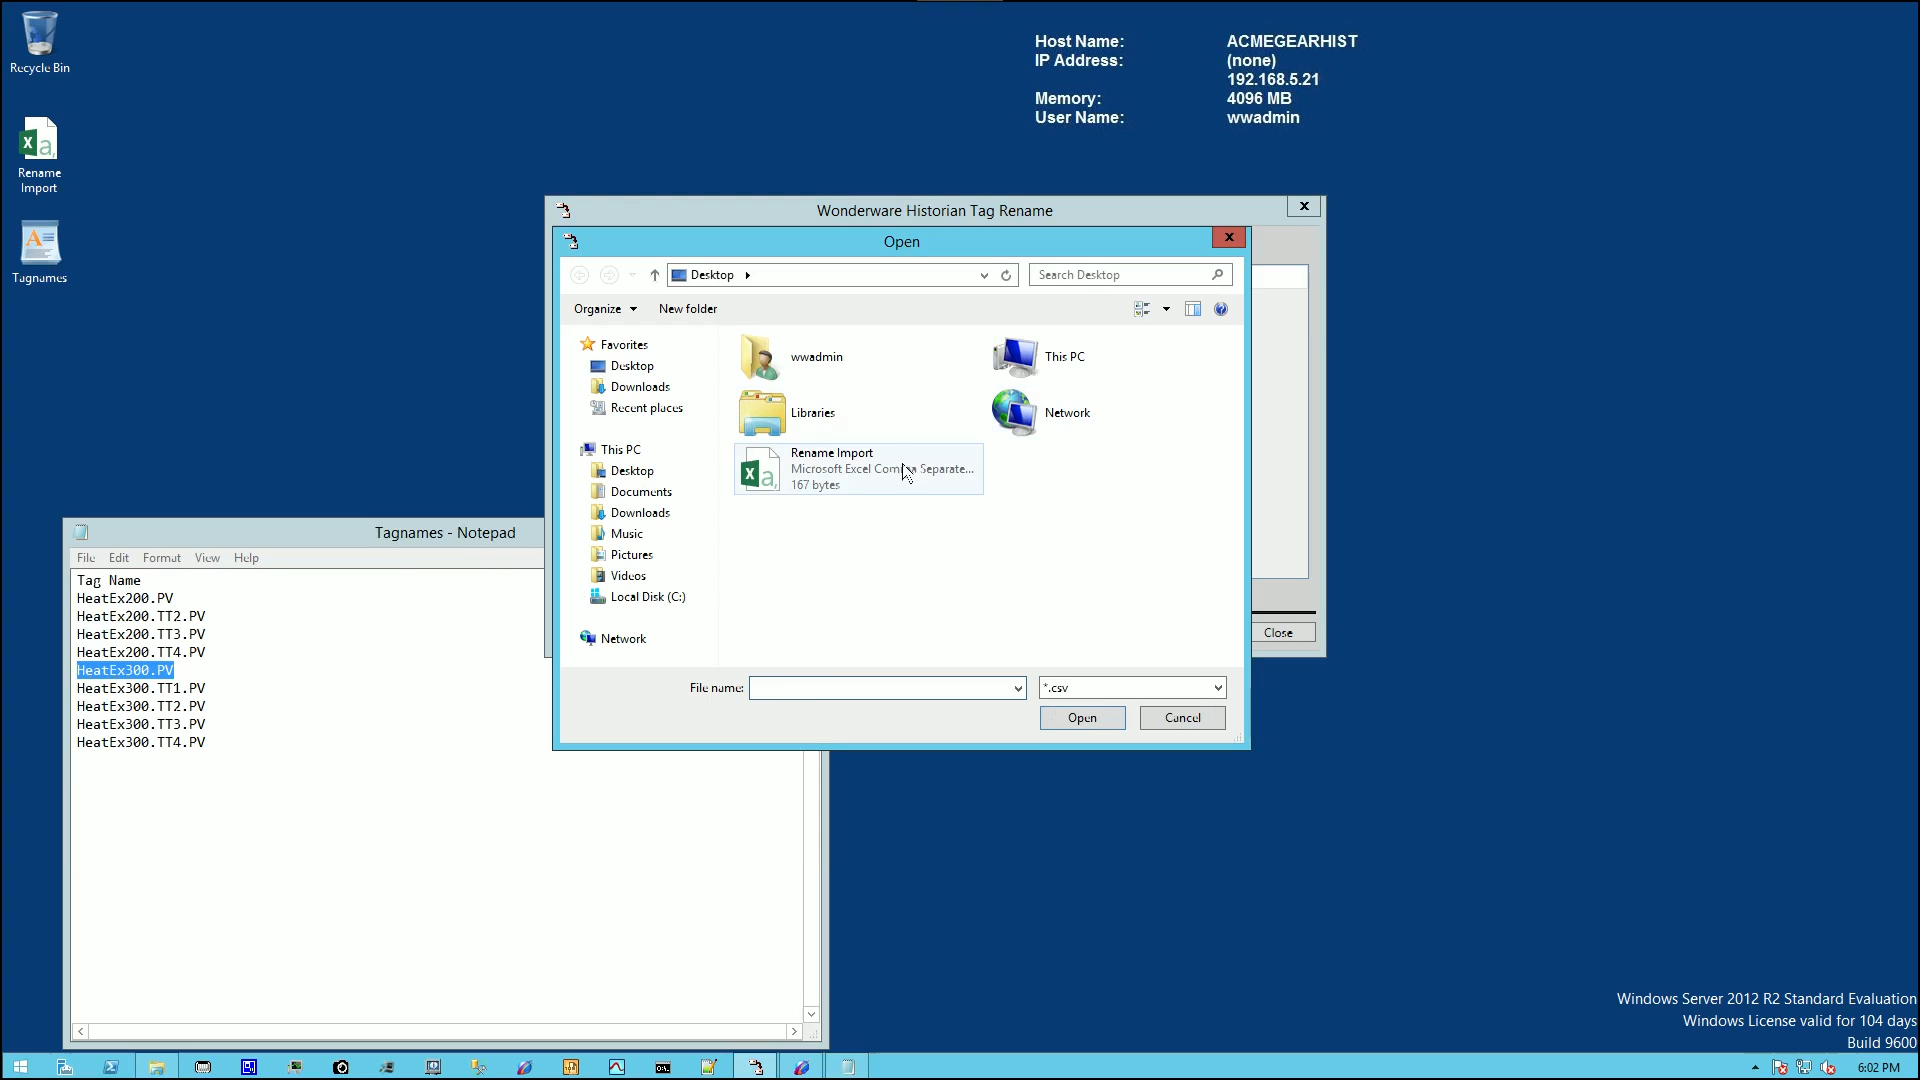 Recycle Bin
Rename
Import
Tagnames
Host Name: ACMEGEARHIST
IP Address: (none)
192.168.5.21
Memory: 4096 MB
User Name: wwadmin
Wonderware Historian Tag Rename
Open
Desktop
Search Desktop
Organize
New folder
Favorites
Desktop
Downloads
Recent places
This PC
Desktop
Documents
Downloads
Music
Pictures
Videos
Local Disk (C:)
Network
wwadmin
This PC
Libraries
Network
Rename Import
Microsoft Excel Comma Separate...
167 bytes
File name:
*.csv
Open
Cancel
Close
Tagnames - Notepad
File Edit Format View Help
Tag Name
HeatEx200.PV
HeatEx200.TT2.PV
HeatEx200.TT3.PV
HeatEx200.TT4.PV
HeatEx300.PV
HeatEx300.TT1.PV
HeatEx300.TT2.PV
HeatEx300.TT3.PV
HeatEx300.TT4.PV
Windows Server 2012 R2 Standard Evaluation
Windows License valid for 104 days
Build 9600
6:02 PM